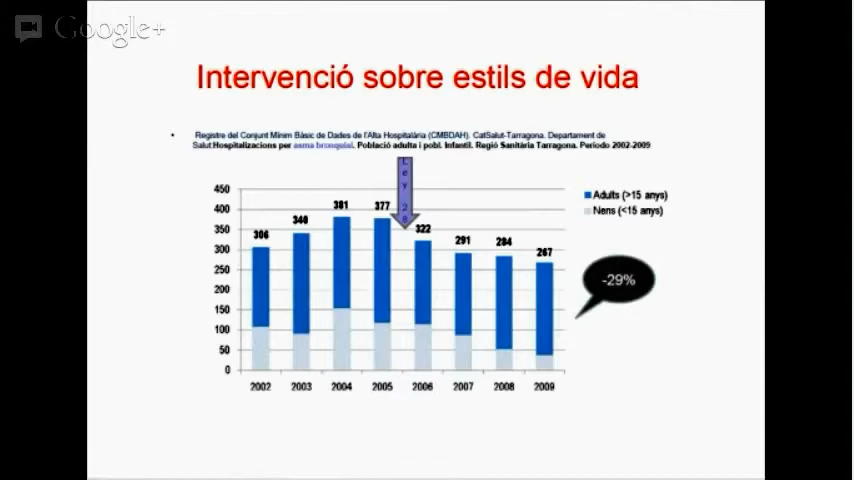 Google+
Intervenció sobre estils de vida
• Registre del Conjunt Mínim Bàsic de Dades de l'Alta Hospitalària (CMBDAH). CatSalut-Tarragona. Departament de
Salut.Hospitalizacions per asma bronquial. Població adulta i pobl. Infantil. Regió Sanitària Tarragona. Període 2002-2009
Ley 28
450
400
350
300
250
200
150
100
50
0
306
340
381
377
322
291
284
267
2002 2003 2004 2005 2006 2007 2008 2009
Adults (>15 anys)
Nens (<15 anys)
-29%